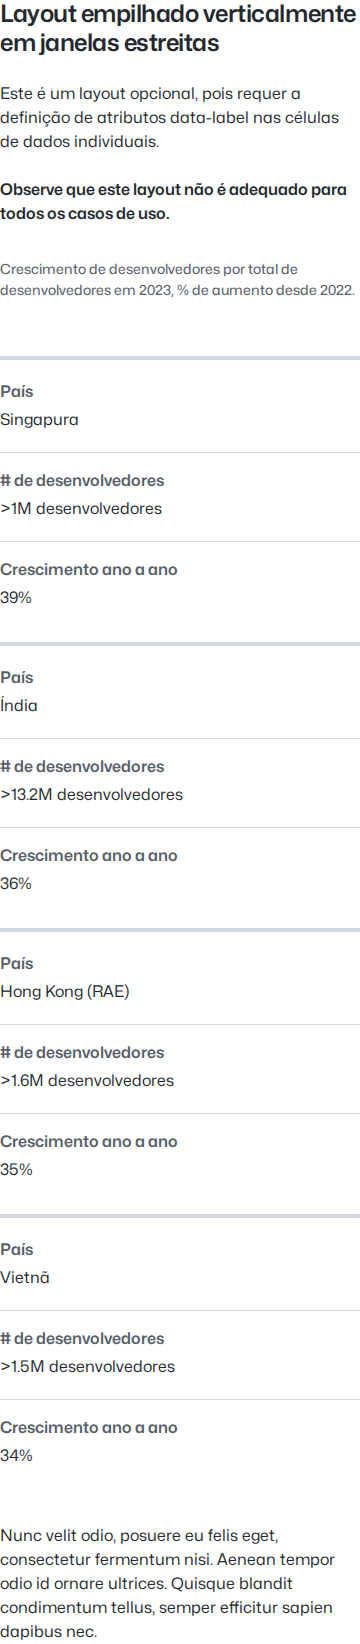 Layout empilhado verticalmente
em janelas estreitas
Este é um layout opcional, pois requer a
definição de atributos data-label nas células
de dados individuais.
Observe que este layout não é adequado para
todos os casos de uso.
Crescimento de desenvolvedores por total de
desenvolvedores em 2023, % de aumento desde 2022.
País
Singapura
# de desenvolvedores
>1M desenvolvedores
Crescimento ano a ano
39%
País
Índia
# de desenvolvedores
>13.2M desenvolvedores
Crescimento ano a ano
36%
País
Hong Kong (RAE)
# de desenvolvedores
>1.6M desenvolvedores
Crescimento ano a ano
35%
País
Vietnã
# de desenvolvedores
>1.5M desenvolvedores
Crescimento ano a ano
34%
Nunc velit odio, posuere eu felis eget,
consectetur fermentum nisi. Aenean tempor
odio id ornare ultrices. Quisque blandit
condimentum tellus, semper efficitur sapien
dapibus nec.